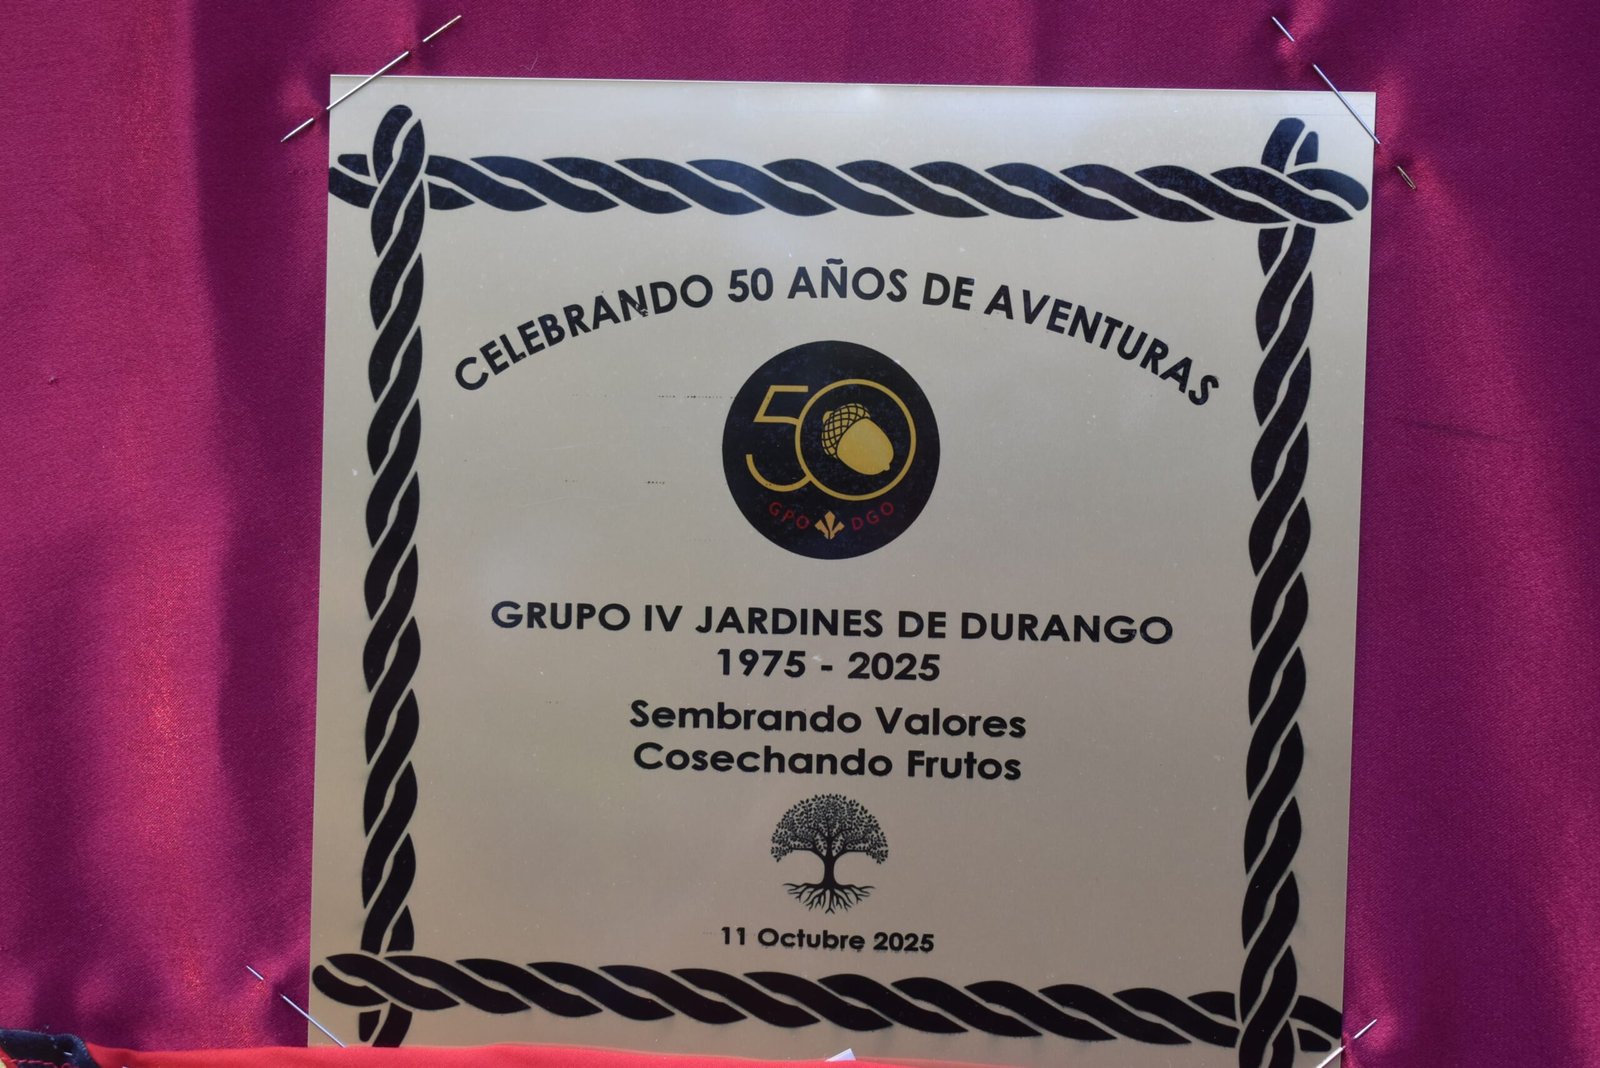 CELEBRANDO 50 AÑOS DE AVENTURAS
50
GPO DGO
GRUPO IV JARDINES DE DURANGO
1975 - 2025
Sembrando Valores
Cosechando Frutos
11 Octubre 2025